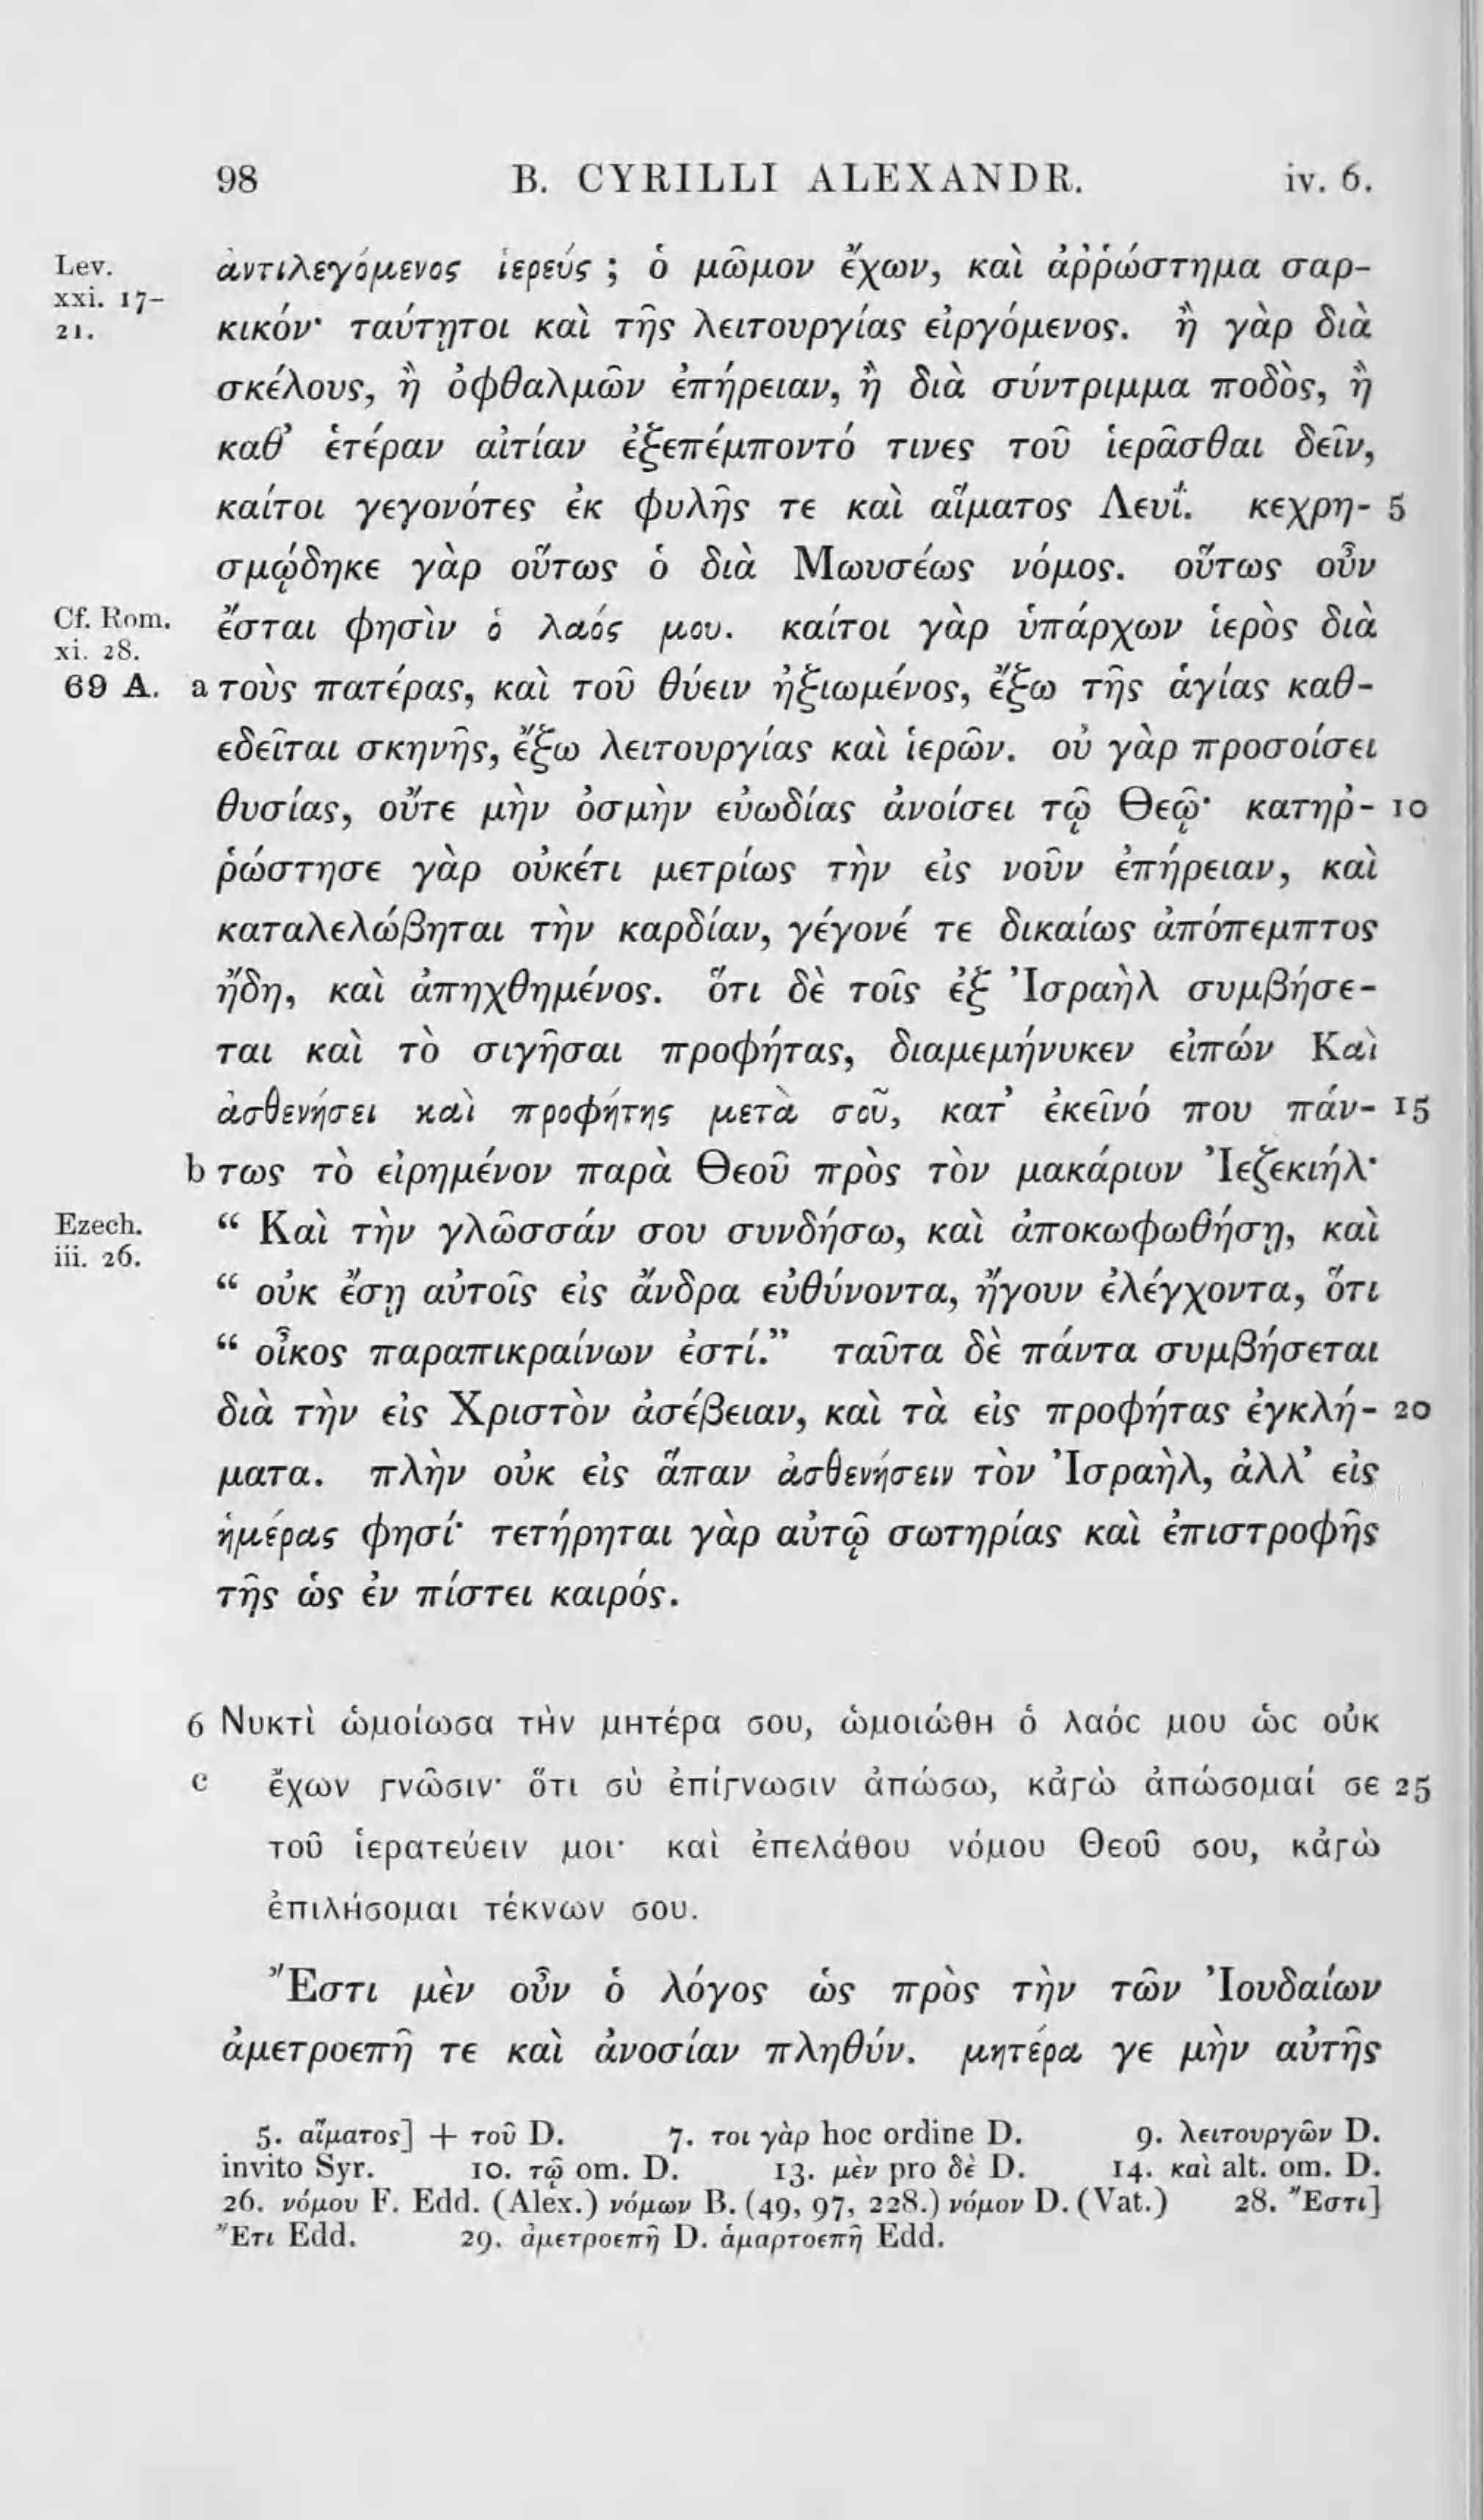 98 B. CYRILLI ALEXANDR. iv. 6.
Lev. xxi. 17-21.
ἀντιλεγόμενος ἱερεύς ; ὁ μῶμον ἔχων, καὶ ἀῤῥώστημα σαρ-
κικόν· ταύτῃτοι καὶ τῆς λειτουργίας εἰργόμενος. ἢ γὰρ διὰ
σκέλους, ἢ ὀφθαλμῶν ἐπήρειαν, ἢ διὰ σύντριμμα ποδὸς, ἢ
καθ’ ἑτέραν αἰτίαν ἐξεπέμποντό τινες τοῦ ἱερᾶσθαι δεῖν,
καίτοι γεγονότες ἐκ φυλῆς τε καὶ αἵματος Λευΐ. κεχρη- 5
σμῴδηκε γὰρ οὕτως ὁ διὰ Μωυσέως νόμος. οὕτως οὖν
Cf. Rom. xi. 28.
ἔσται φησὶν ὁ λαός μου. καίτοι γὰρ ὑπάρχων ἱερὸς διὰ
69 A. a τοὺς πατέρας, καὶ τοῦ θύειν ἠξιωμένος, ἔξω τῆς ἁγίας καθ-
εδεῖται σκηνῆς, ἔξω λειτουργίας καὶ ἱερῶν. οὐ γὰρ προσοίσει
θυσίας, οὔτε μὴν ὀσμὴν εὐωδίας ἀνοίσει τῷ Θεῷ· κατηῤ- 10
ῥώστησε γὰρ οὐκέτι μετρίως τὴν εἰς νοῦν ἐπήρειαν, καὶ
καταλελώβηται τὴν καρδίαν, γέγονέ τε δικαίως ἀπόπεμπτος
ἤδη, καὶ ἀπηχθημένος. ὅτι δὲ τοῖς ἐξ Ἰσραὴλ συμβήσε-
ται καὶ τὸ σιγῆσαι προφήτας, διαμεμήνυκεν εἰπών Καὶ
ἀσθενήσει καὶ προφήτης μετὰ σοῦ, κατ’ ἐκεῖνό που πάν- 15
b τως τὸ εἰρημένον παρὰ Θεοῦ πρὸς τὸν μακάριον Ἰεζεκιήλ·
Ezech. iii. 26.
“ Καὶ τὴν γλῶσσάν σου συνδήσω, καὶ ἀποκωφωθήσῃ, καὶ
“ οὐκ ἔσῃ αὐτοῖς εἰς ἄνδρα εὐθύνοντα, ἤγουν ἐλέγχοντα, ὅτι
“ οἶκος παραπικραίνων ἐστί.” ταῦτα δὲ πάντα συμβήσεται
διὰ τὴν εἰς Χριστὸν ἀσέβειαν, καὶ τὰ εἰς προφήτας ἐγκλή- 20
ματα. πλὴν οὐκ εἰς ἅπαν ἀσθενήσειν τὸν Ἰσραὴλ, ἀλλ’ εἰς
ἡμέρας φησί· τετήρηται γὰρ αὐτῷ σωτηρίας καὶ ἐπιστροφῆς
τῆς ὡς ἐν πίστει καιρός.
6 Νυκτὶ ὡμοίωσα τὴν μητέρα σου, ὡμοιώθη ὁ λαός μου ὡς οὐκ
c ἔχων γνῶσιν· ὅτι σὺ ἐπίγνωσιν ἀπώσω, κἀγὼ ἀπώσομαί σε 25
τοῦ ἱερατεύειν μοι· καὶ ἐπελάθου νόμου Θεοῦ σου, κἀγὼ
ἐπιλήσομαι τέκνων σου.
Ἔστι μὲν οὖν ὁ λόγος ὡς πρὸς τὴν τῶν Ἰουδαίων
ἀμετροεπῆ τε καὶ ἀνοσίαν πληθύν. μητέρα γε μὴν αὐτῆς
5. αἵματος] + τοῦ D. 7. τοι γὰρ hoc ordine D. 9. λειτουργῶν D.
invito Syr. 10. τῷ om. D. 13. μὲν pro δὲ D. 14. καὶ alt. om. D.
26. νόμου F. Edd. (Alex.) νόμων B. (49, 97, 228.) νόμον D. (Vat.) 28. Ἔστι]
Ἔτι Edd. 29. ἀμετροεπῆ D. ἁμαρτοεπῆ Edd.